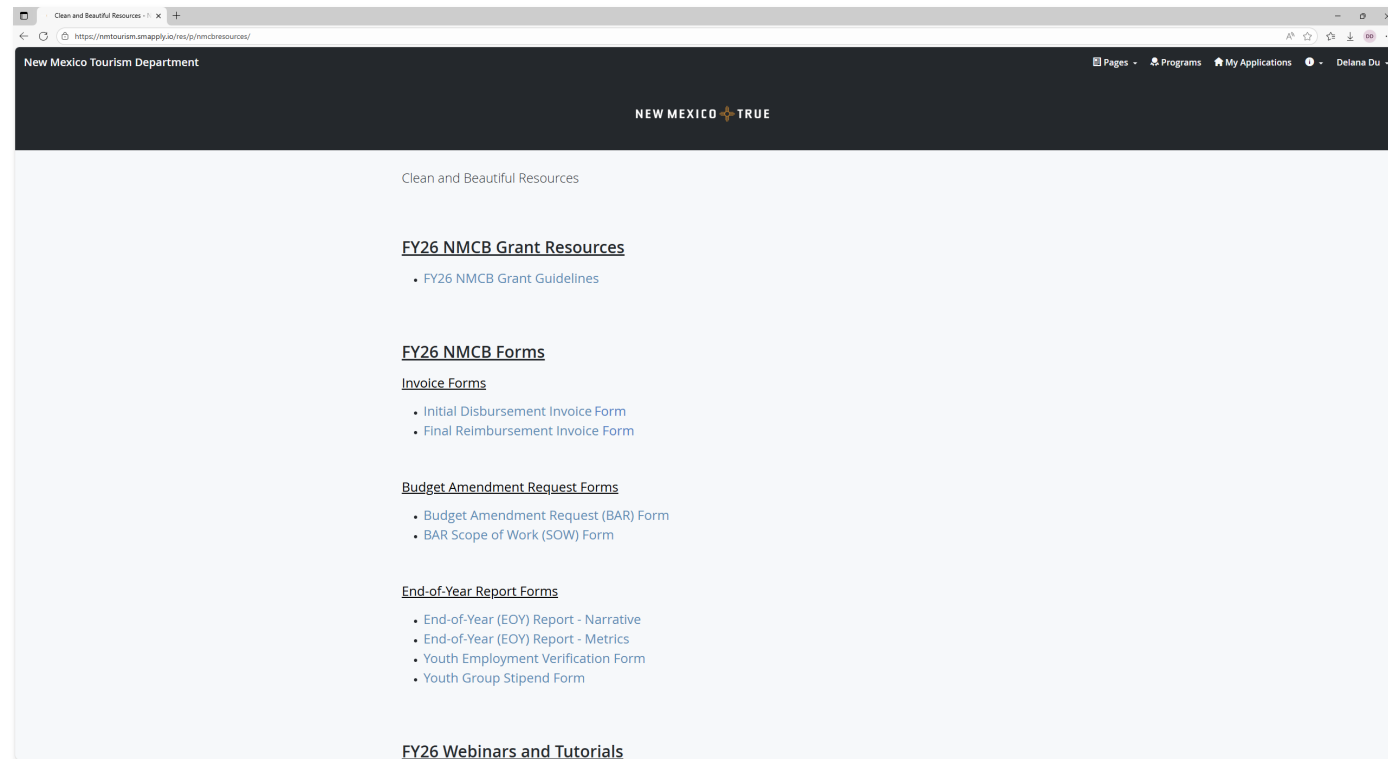 Clean and Beautiful Resources -
https://nmtourism.smapply.io/res/p/nmcbresources/
DD
New Mexico Tourism Department
Pages
Programs
My Applications
Delana Du
NEW MEXICO TRUE
Clean and Beautiful Resources
FY26 NMCB Grant Resources
• FY26 NMCB Grant Guidelines
FY26 NMCB Forms
Invoice Forms
• Initial Disbursement Invoice Form
• Final Reimbursement Invoice Form
Budget Amendment Request Forms
• Budget Amendment Request (BAR) Form
• BAR Scope of Work (SOW) Form
End-of-Year Report Forms
• End-of-Year (EOY) Report - Narrative
• End-of-Year (EOY) Report - Metrics
• Youth Employment Verification Form
• Youth Group Stipend Form
FY26 Webinars and Tutorials